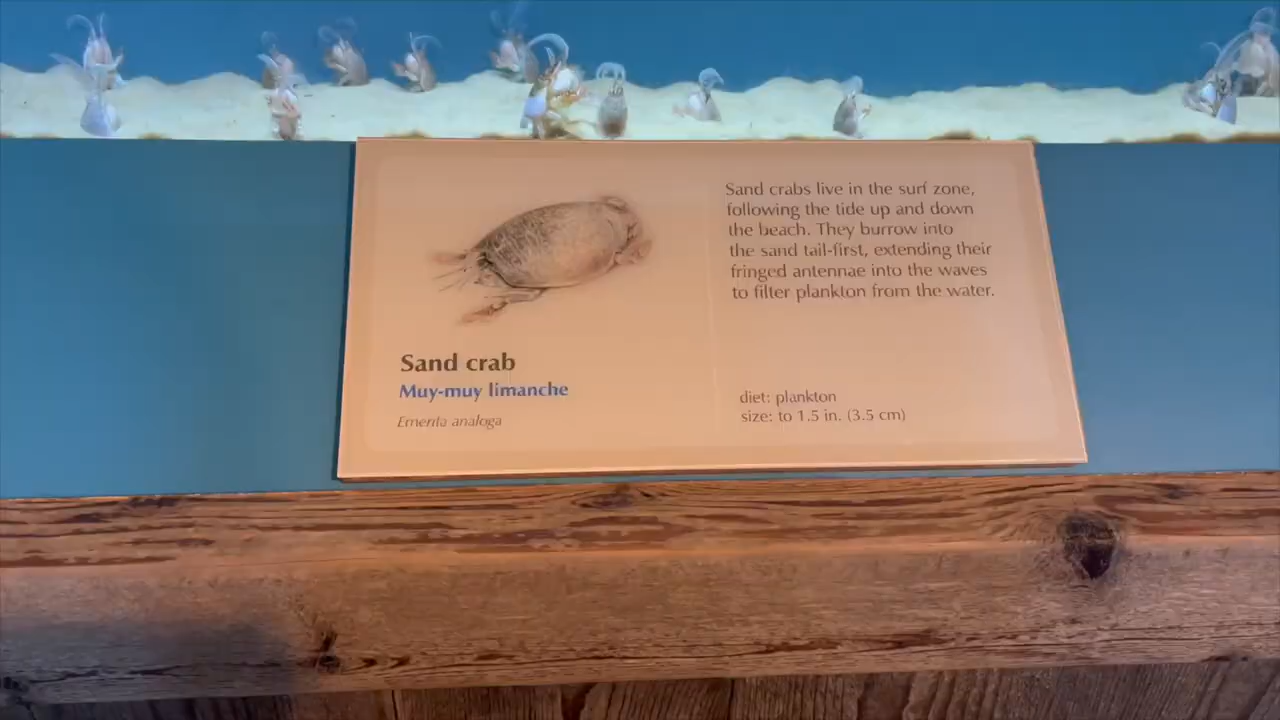 Sand crab
Muy-muy limanche
Emerita analoga
Sand crabs live in the surf zone,
following the tide up and down
the beach. They burrow into
the sand tail-first, extending their
fringed antennae into the waves
to filter plankton from the water.
diet: plankton
size: to 1.5 in. (3.5 cm)